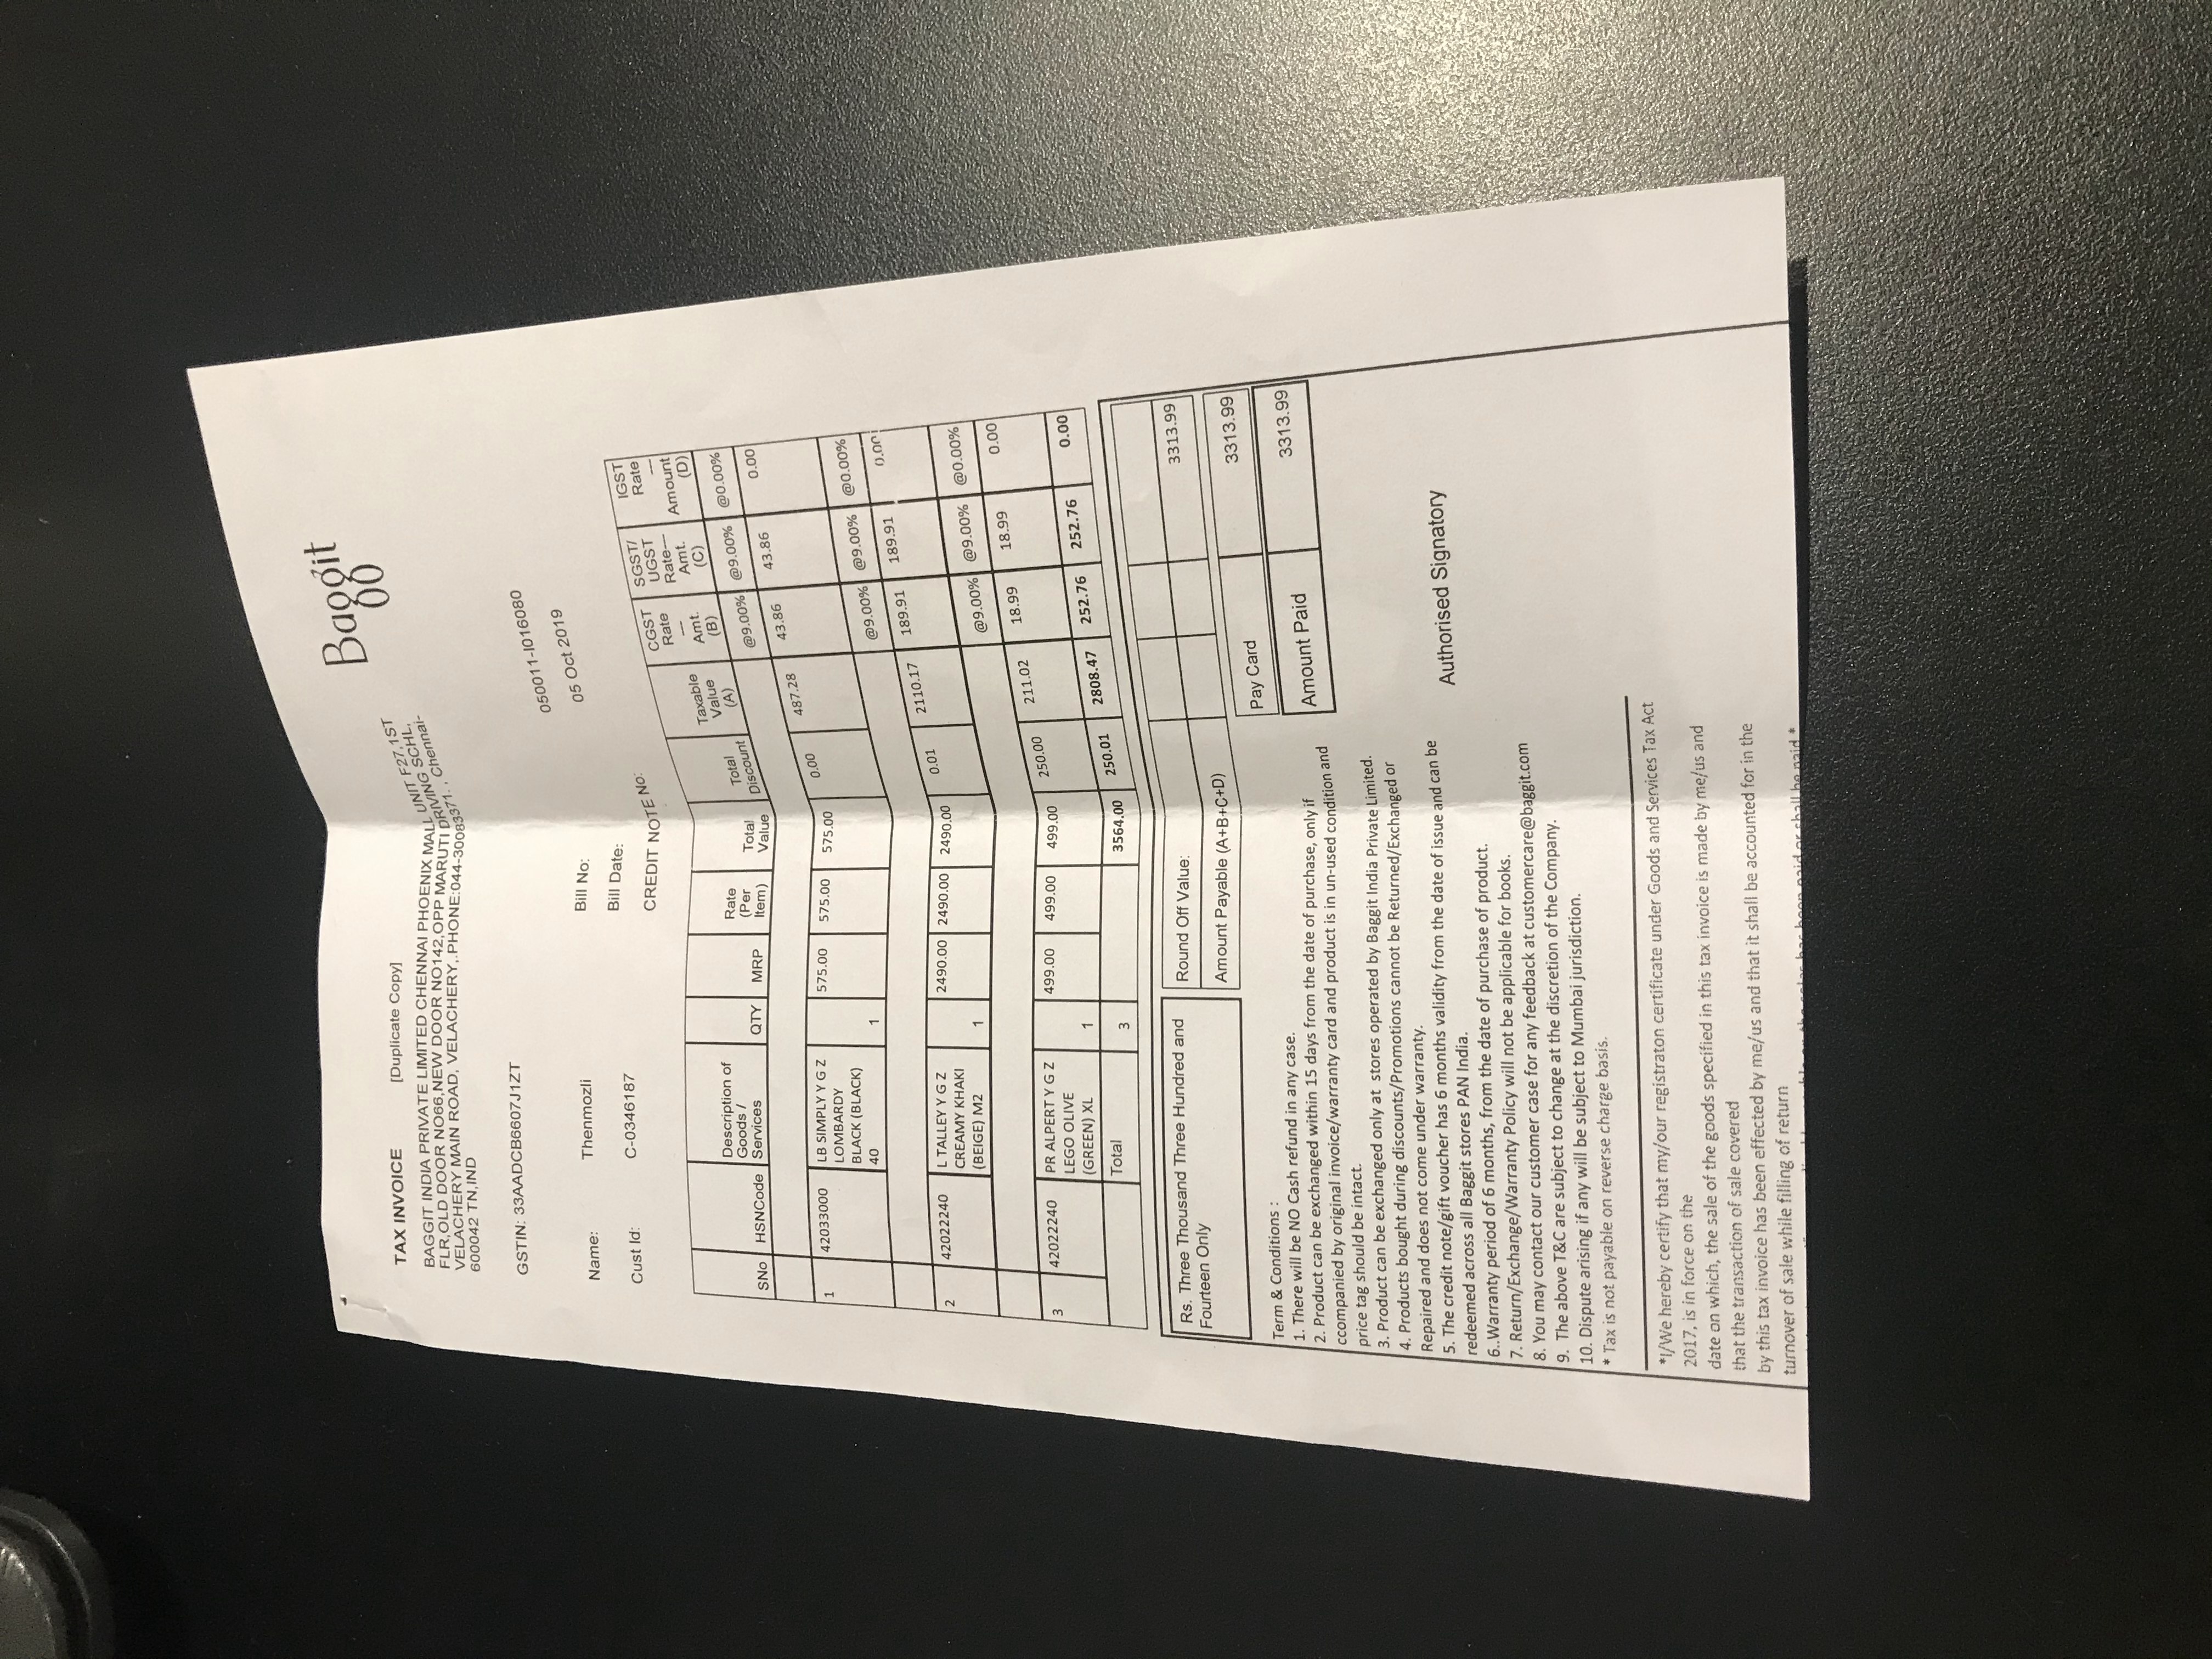 Baggit
TAX INVOICE [Duplicate Copy]
BAGGIT INDIA PRIVATE LIMITED CHENNAI PHOENIX MALL UNIT F27,1ST
FLR,OLD DOOR NO66,NEW DOOR NO142,OPP MARUTI DRIVING SCHL,
VELACHERY MAIN ROAD, VELACHERY,.PHONE:044-30083371. , Chennai-
600042 TN,IND
GSTIN: 33AADCB6607J1ZT
050011-I016080
05 Oct 2019
Name: Thenmozli Bill No:
Cust Id: C-0346187 Bill Date:
CREDIT NOTE No:
SNo HSNCode Description of Goods / Services QTY MRP Rate (Per Item) Total Value Total Discount Taxable Value (A) CGST Rate — Amt. (B) SGST/ UGST Rate— Amt. (C) IGST Rate — Amount (D)
@9.00% @9.00% @0.00%
1 42033000 LB SIMPLY Y G Z 575.00 575.00 575.00 0.00 487.28 43.86 43.86 0.00
LOMBARDY
BLACK (BLACK)
40 1
@9.00% @9.00% @0.00%
2 42022240 L TALLEY Y G Z 2490.00 2490.00 2490.00 0.01 2110.17 189.91 189.91 0.00
CREAMY KHAKI
(BEIGE) M2 1
@9.00% @9.00% @0.00%
3 42022240 PR ALPERT Y G Z 499.00 499.00 499.00 250.00 211.02 18.99 18.99 0.00
LEGO OLIVE
(GREEN) XL 1
Total 3 3564.00 250.01 2808.47 252.76 252.76 0.00
Rs. Three Thousand Three Hundred and
Fourteen Only
Round Off Value:
Amount Payable (A+B+C+D) 3313.99
Pay Card 3313.99
Amount Paid 3313.99
Term & Conditions :
1. There will be NO Cash refund in any case.
2. Product can be exchanged within 15 days from the date of purchase, only if
ccompanied by original invoice/warranty card and product is in un-used condition and
price tag should be intact.
3. Product can be exchanged only at stores operated by Baggit India Private Limited.
4. Products bought during discounts/Promotions cannot be Returned/Exchanged or
Repaired and does not come under warranty.
5. The credit note/gift voucher has 6 months validity from the date of issue and can be
redeemed across all Baggit stores PAN India.
6..Warranty period of 6 months, from the date of purchase of product.
7. Return/Exchange/Warranty Policy will not be applicable for books.
8. You may contact our customer case for any feedback at customercare@baggit.com
9. The above T&C are subject to change at the discretion of the Company.
10. Dispute arising if any will be subject to Mumbai jurisdiction.
* Tax is not payable on reverse charge basis.
Authorised Signatory
*I/We hereby certify that my/our registraton certificate under Goods and Services Tax Act
2017, is in force on the
date on which, the sale of the goods specified in this tax invoice is made by me/us and
that the transaction of sale covered
by this tax invoice has been effected by me/us and that it shall be accounted for in the
turnover of sale while filling of return
has been paid or shall be paid *